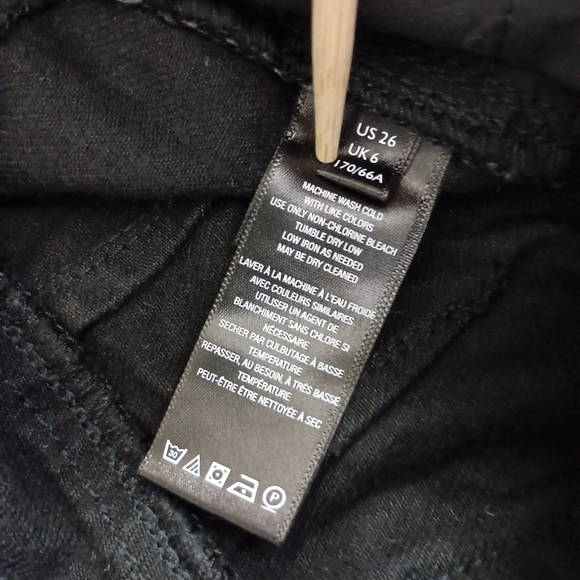 US 26
UK 6
170/66A
MACHINE WASH COLD
WITH LIKE COLORS
USE ONLY NON-CHLORINE BLEACH
TUMBLE DRY LOW
LOW IRON AS NEEDED
MAY BE DRY CLEANED
LAVER À LA MACHINE À L'EAU FROIDE
AVEC COULEURS SIMILAIRES
UTILISER UN AGENT DE
BLANCHIMENT SANS CHLORE SI
NÉCESSAIRE
SECHER PAR CULBUTAGE À BASSE
TEMPERATURE
REPASSER, AU BESOIN, À TRÈS BASSE
TEMPÉRATURE
PEUT-ÊTRE ÊTRE NETTOYÉE À SEC
30
P